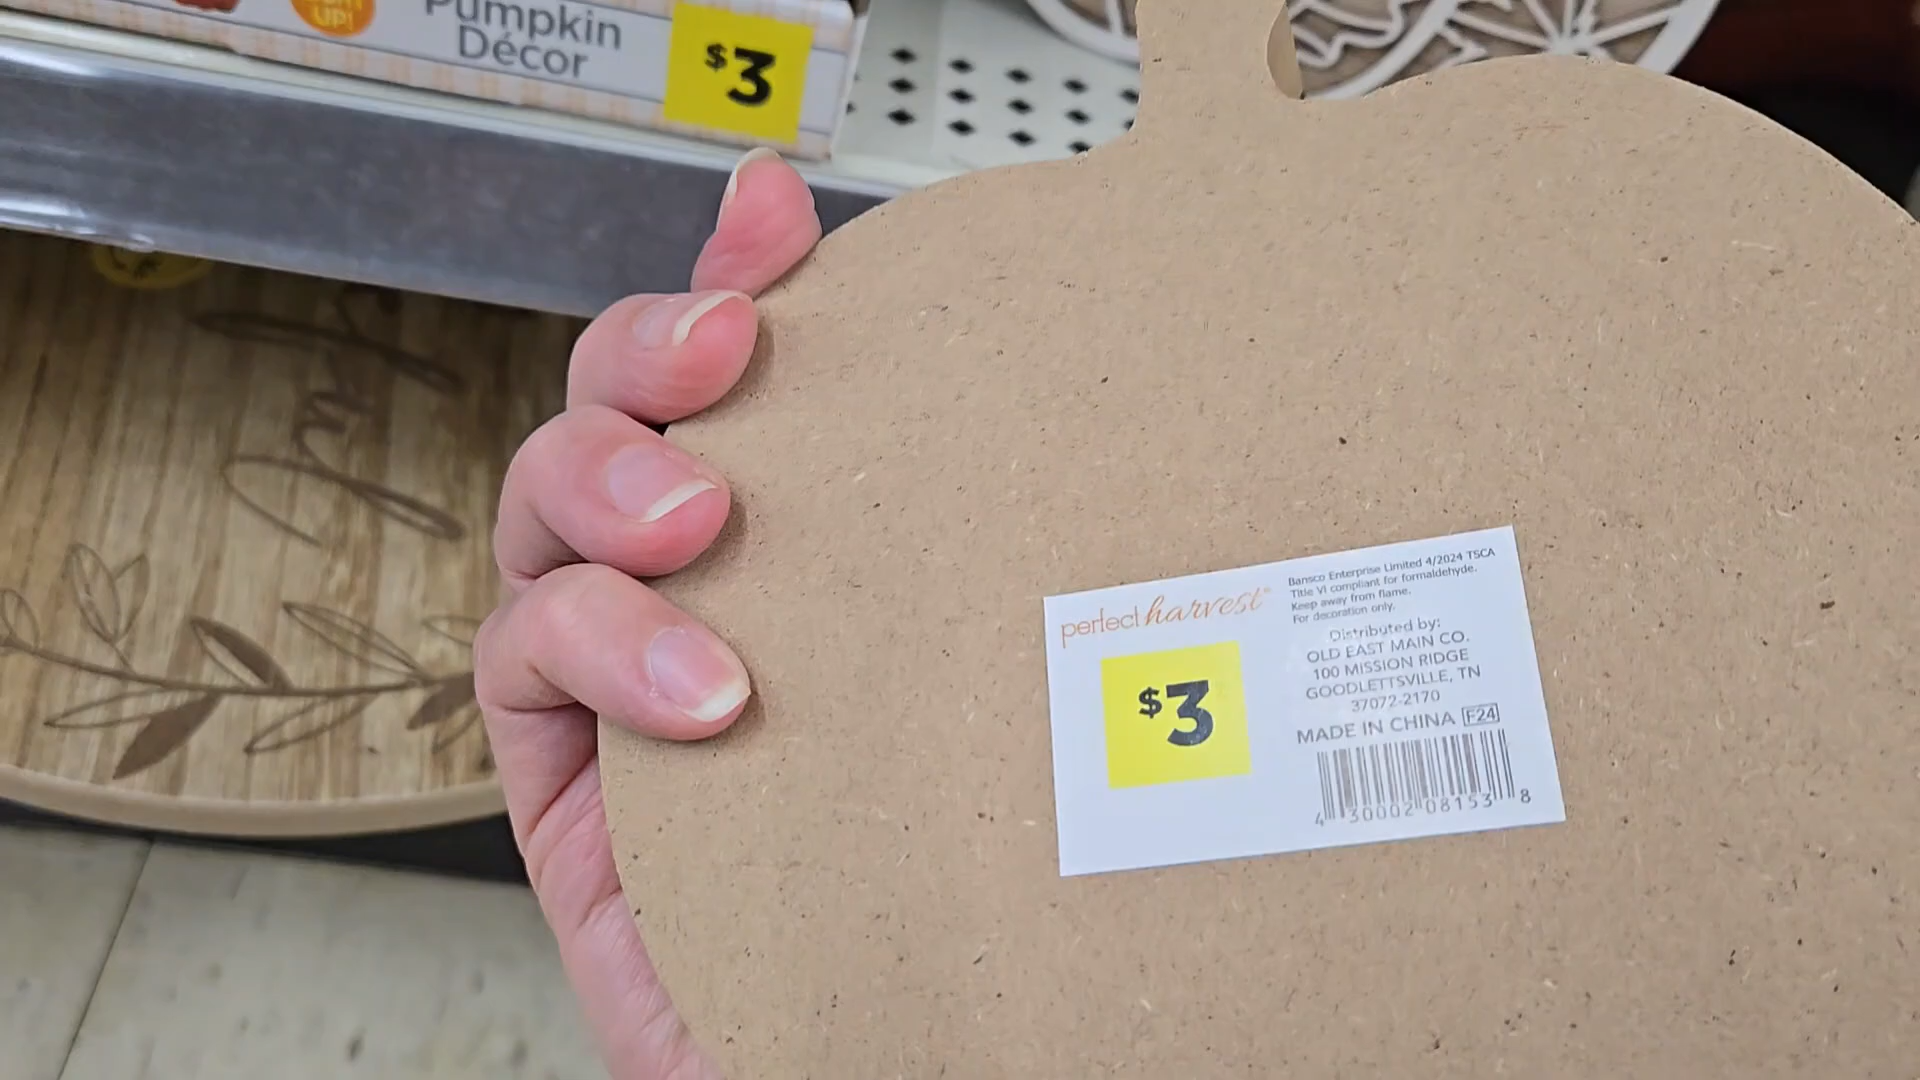 Pumpkin
Décor
$3
UP!
perfect harvest®
$3
Bansco Enterprise Limited 4/2024 TSCA
Title VI compliant for formaldehyde.
Keep away from flame.
For decoration only.
Distributed by:
OLD EAST MAIN CO.
100 MISSION RIDGE
GOODLETTSVILLE, TN
37072-2170
MADE IN CHINA F24
4 30002 08153 8